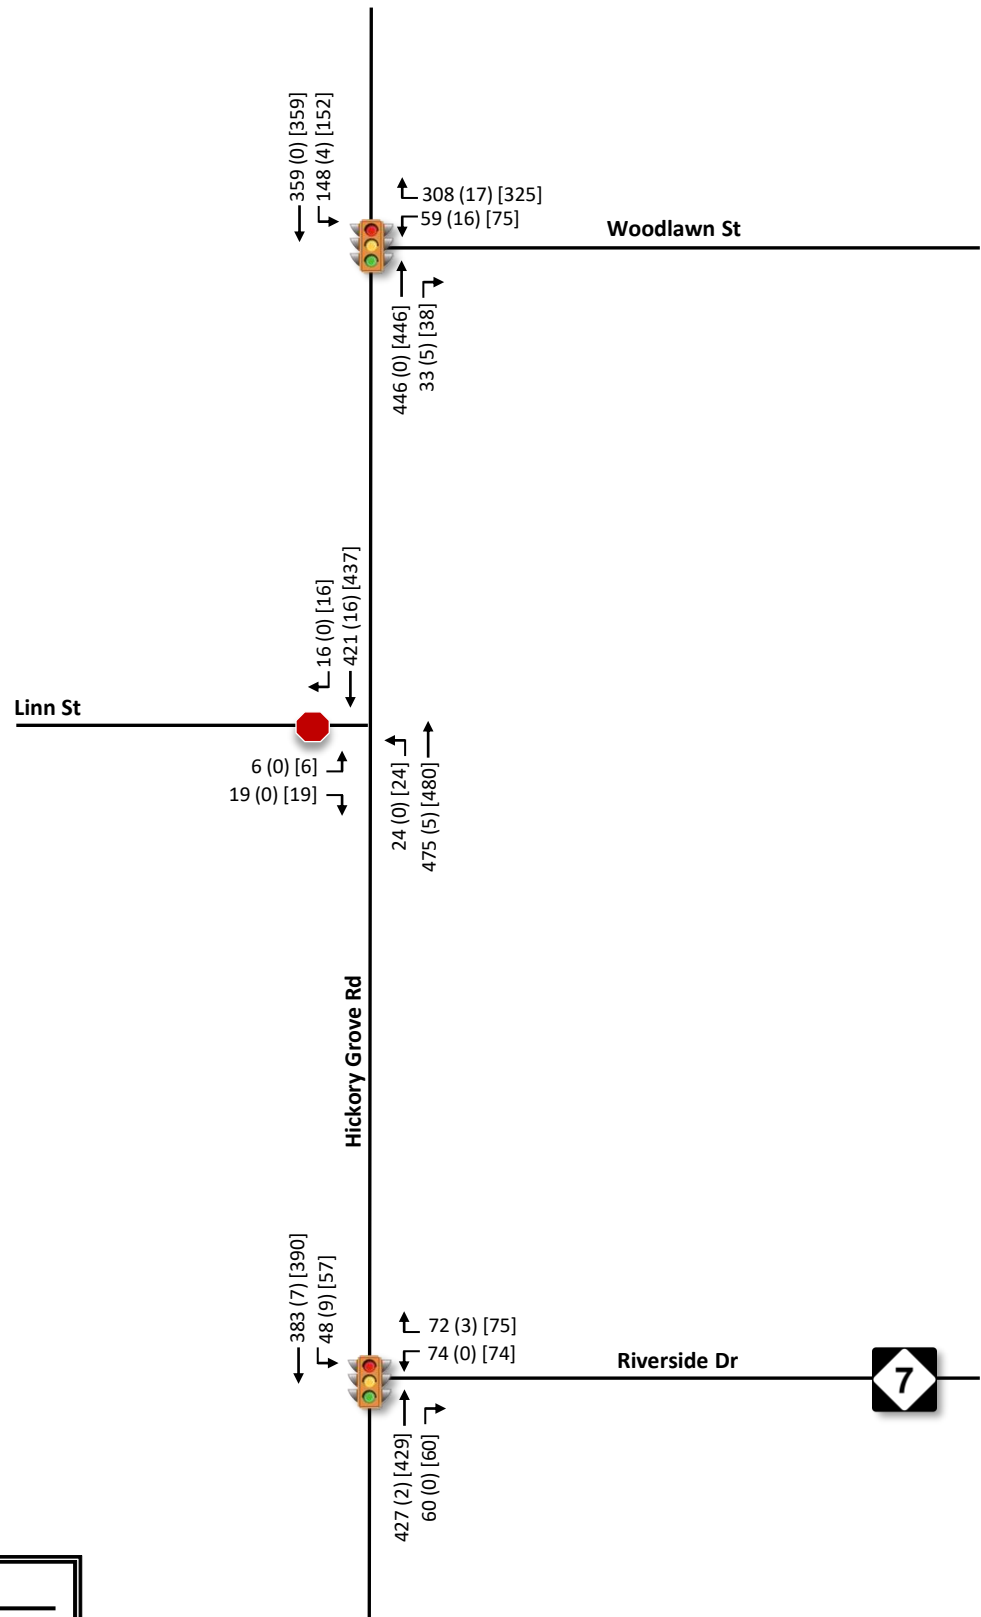 359 (0) [359]
148 (4) [152]
308 (17) [325]
59 (16) [75]
Woodlawn St
446 (0) [446]
33 (5) [38]
16 (0) [16]
421 (16) [437]
Linn St
6 (0) [6]
19 (0) [19]
24 (0) [24]
475 (5) [480]
Hickory Grove Rd
383 (7) [390]
48 (9) [57]
72 (3) [75]
74 (0) [74]
Riverside Dr
7
427 (2) [429]
60 (0) [60]